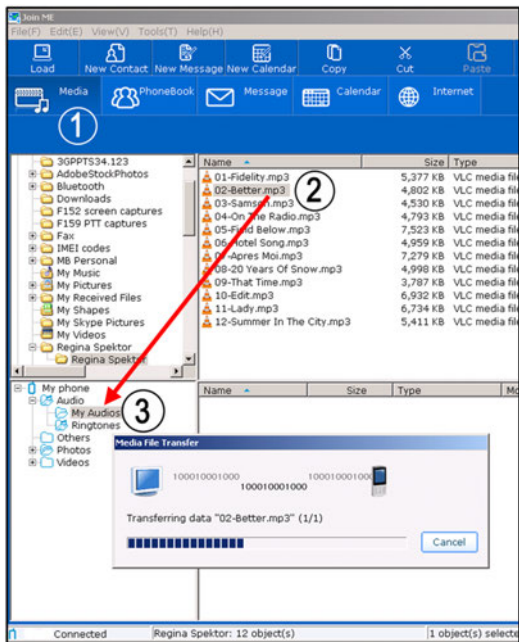 Join ME
File(F) Edit(E) View(V) Tools(T) Help(H)
Load New Contact New Message New Calendar Copy Cut Paste
Media PhoneBook Message Calendar Internet
1
3GPPTS34.123
AdobeStockPhotos
Bluetooth
Downloads
F152 screen captures
F159 PTT captures
Fax
IMEI codes
MB Personal
My Music
My Pictures
My Received Files
My Shapes
My Skype Pictures
My Videos
Regina Spektor
Regina Spektor
Name Size Type
01-Fidelity.mp3 5,377 KB VLC media file
02-Better.mp3 4,802 KB VLC media file
2
03-Samson.mp3 4,530 KB VLC media file
04-On The Radio.mp3 4,793 KB VLC media file
05-Field Below.mp3 7,523 KB VLC media file
06-Hotel Song.mp3 4,959 KB VLC media file
07-Apres Moi.mp3 7,279 KB VLC media file
08-20 Years Of Snow.mp3 4,998 KB VLC media file
09-That Time.mp3 3,787 KB VLC media file
10-Edit.mp3 6,932 KB VLC media file
11-Lady.mp3 6,734 KB VLC media file
12-Summer In The City.mp3 5,411 KB VLC media file
My phone
Audio
My Audios
3
Ringtones
Others
Photos
Videos
Name Size Type Mo
Media File Transfer
100010001000 100010001000
100010001000
Transferring data "02-Better.mp3" (1/1)
Cancel
Connected Regina Spektor: 12 object(s) 1 object(s) selecte